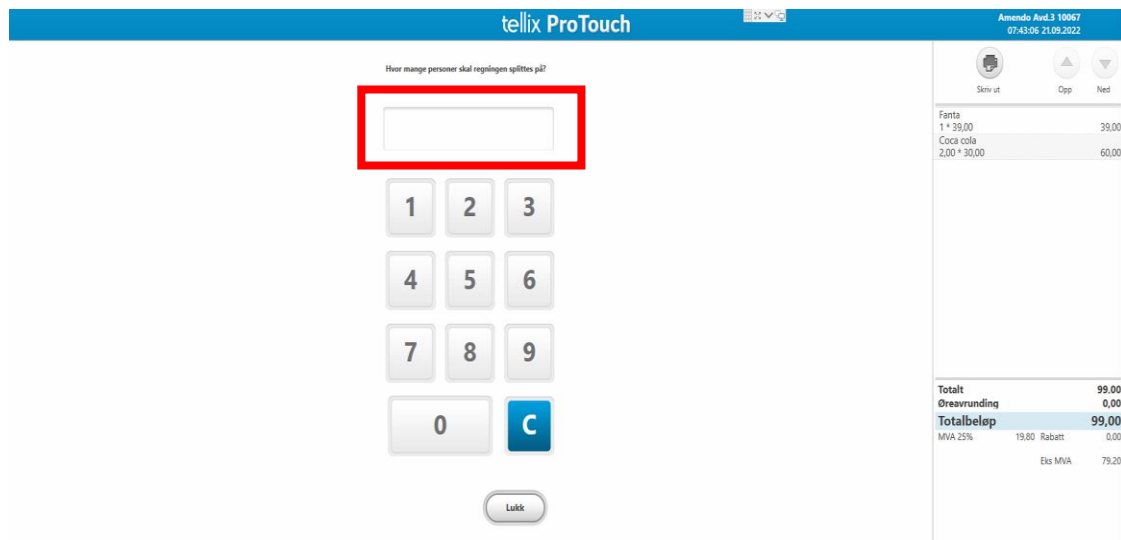 tellix ProTouch
Amendo Avd.3 10067
07:43:06 21.09.2022
Hvor mange personer skal regningen splittes på?
1 2 3
4 5 6
7 8 9
0 C
Lukk
Skriv ut Opp Ned
Fanta
1 * 39,00 39,00
Coca cola
2,00 * 30,00 60,00
Totalt 99,00
Øreavrunding 0,00
Totalbeløp 99,00
MVA 25% 19,80 Rabatt 0,00
Eks MVA 79,20